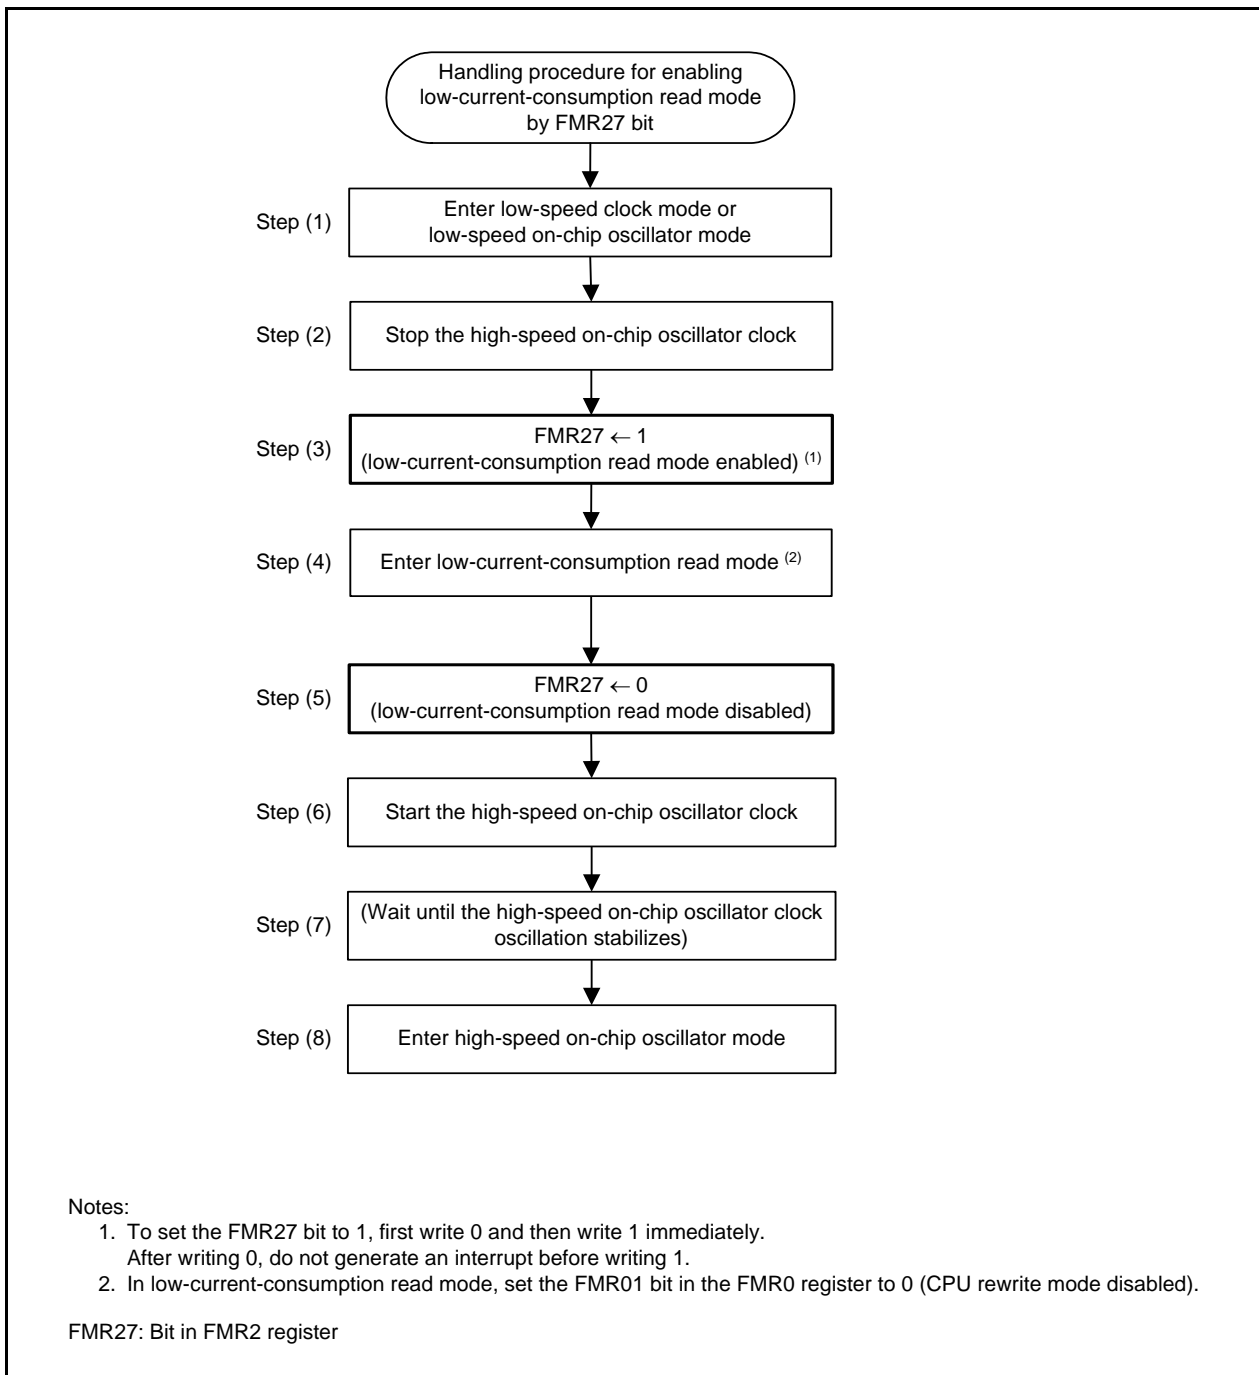 Handling procedure for enabling
low-current-consumption read mode
by FMR27 bit
Step (1)
Enter low-speed clock mode or
low-speed on-chip oscillator mode
Step (2)
Stop the high-speed on-chip oscillator clock
Step (3)
FMR27 ← 1
(low-current-consumption read mode enabled) (1)
Step (4)
Enter low-current-consumption read mode (2)
Step (5)
FMR27 ← 0
(low-current-consumption read mode disabled)
Step (6)
Start the high-speed on-chip oscillator clock
Step (7)
(Wait until the high-speed on-chip oscillator clock
oscillation stabilizes)
Step (8)
Enter high-speed on-chip oscillator mode
Notes:
1. To set the FMR27 bit to 1, first write 0 and then write 1 immediately.
After writing 0, do not generate an interrupt before writing 1.
2. In low-current-consumption read mode, set the FMR01 bit in the FMR0 register to 0 (CPU rewrite mode disabled).
FMR27: Bit in FMR2 register